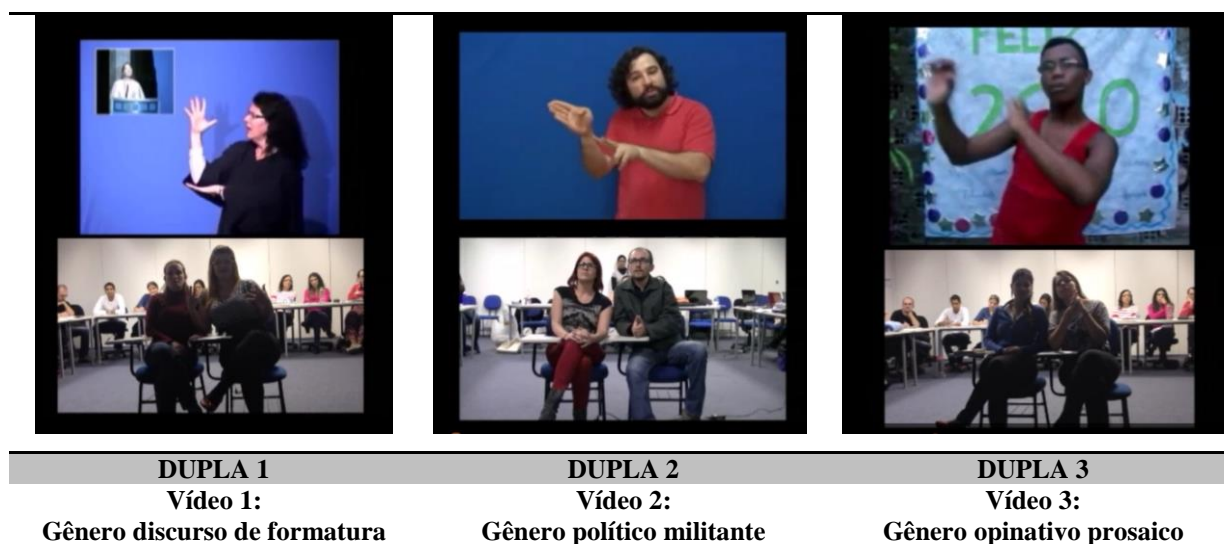 DUPLA 1 DUPLA 2 DUPLA 3
Vídeo 1: Vídeo 2: Vídeo 3:
Gênero discurso de formatura Gênero político militante Gênero opinativo prosaico